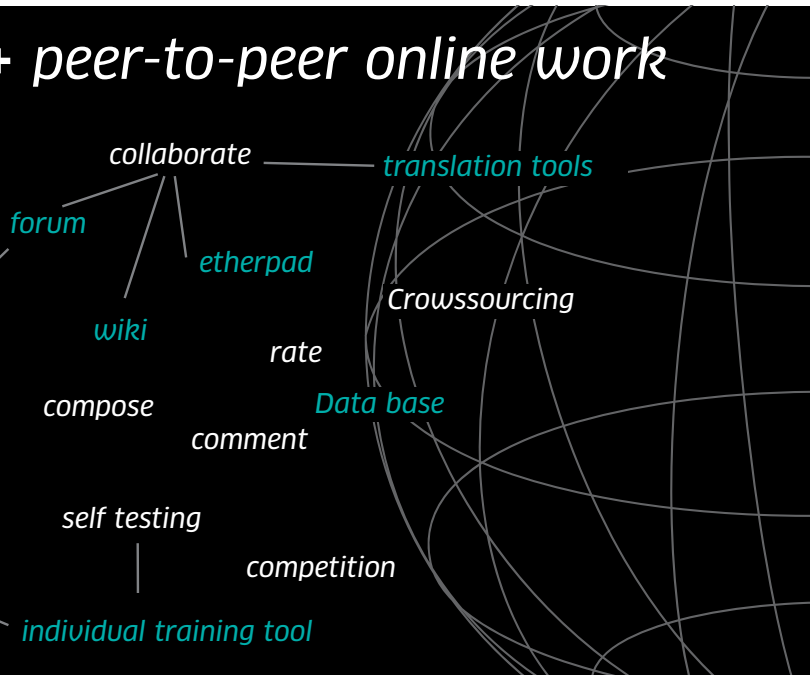 + peer-to-peer online work
collaborate
translation tools
forum
etherpad
Crowssourcing
wiki
rate
compose
Data base
comment
self testing
competition
individual training tool